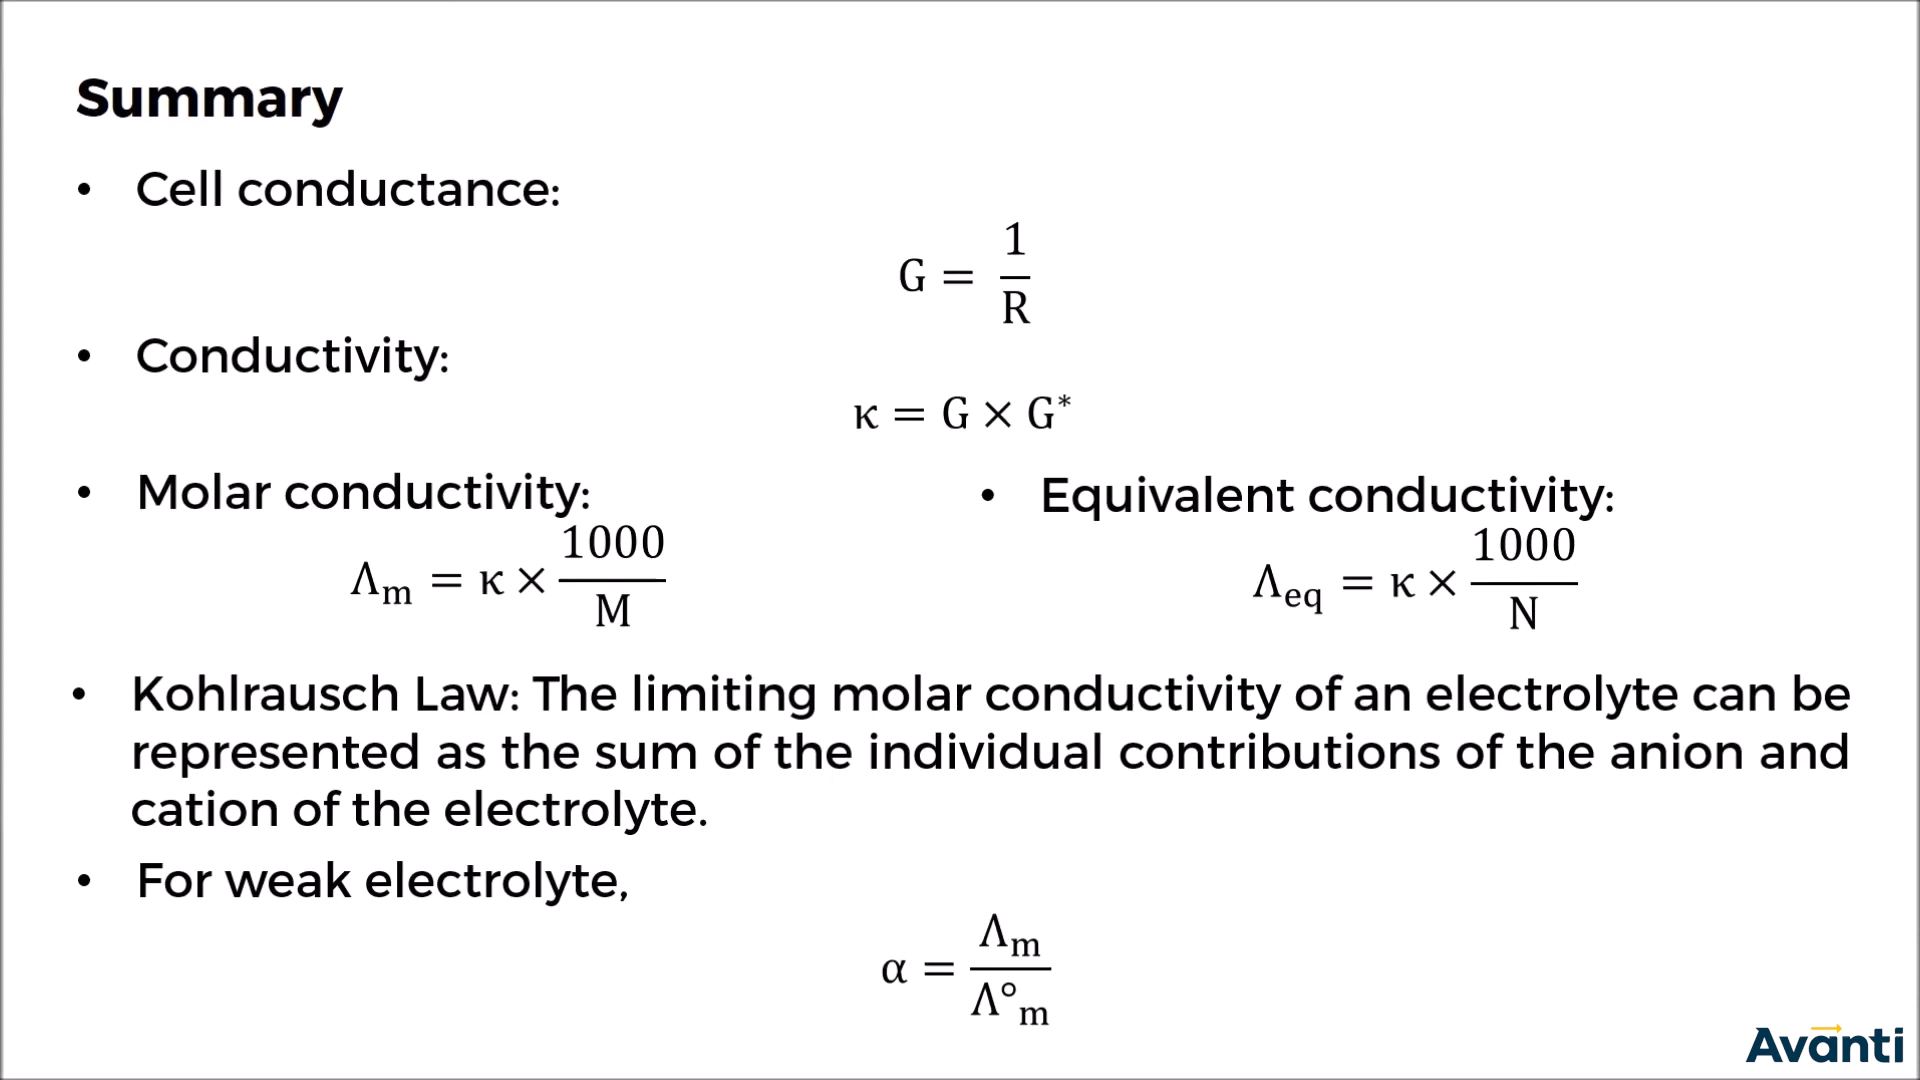 Summary
• Cell conductance:
G = 1/R
• Conductivity:
κ = G × G*
• Molar conductivity:
Λm = κ × 1000/M
• Equivalent conductivity:
Λeq = κ × 1000/N
• Kohlrausch Law: The limiting molar conductivity of an electrolyte can be
represented as the sum of the individual contributions of the anion and
cation of the electrolyte.
• For weak electrolyte,
α = Λm/Λ°m
Avanti